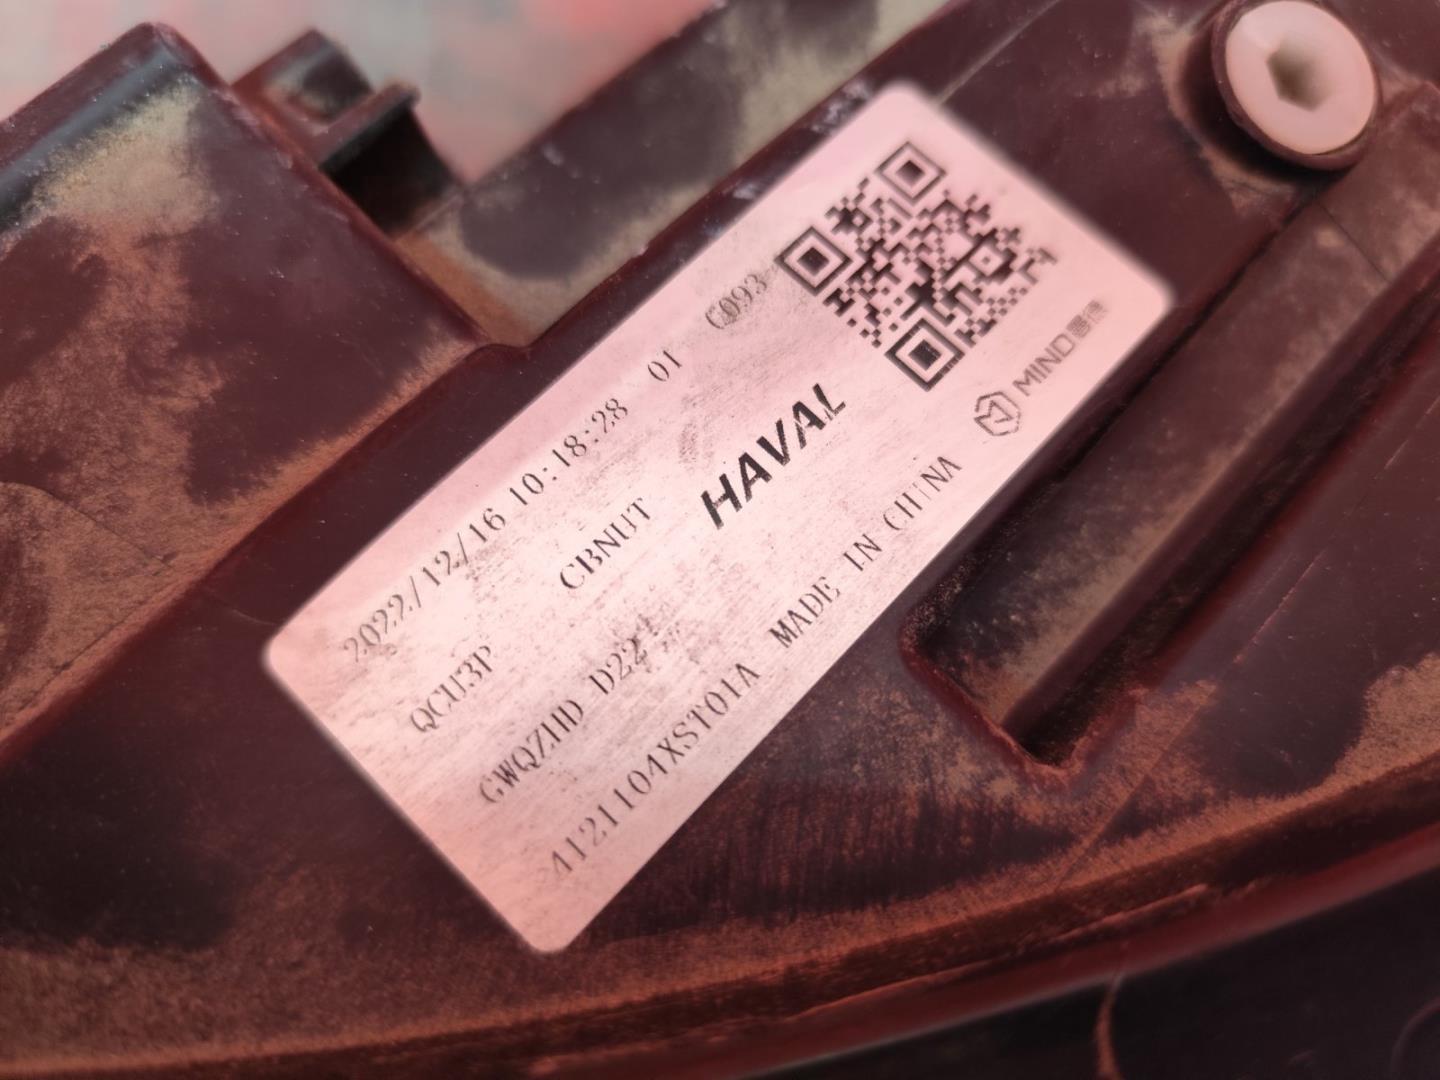 2022/12/16 10:18:28 01 C093
QCU3P CBNUT HAVAL
GWQZHD D22
4121104XST01A MADE IN CHINA
MIND